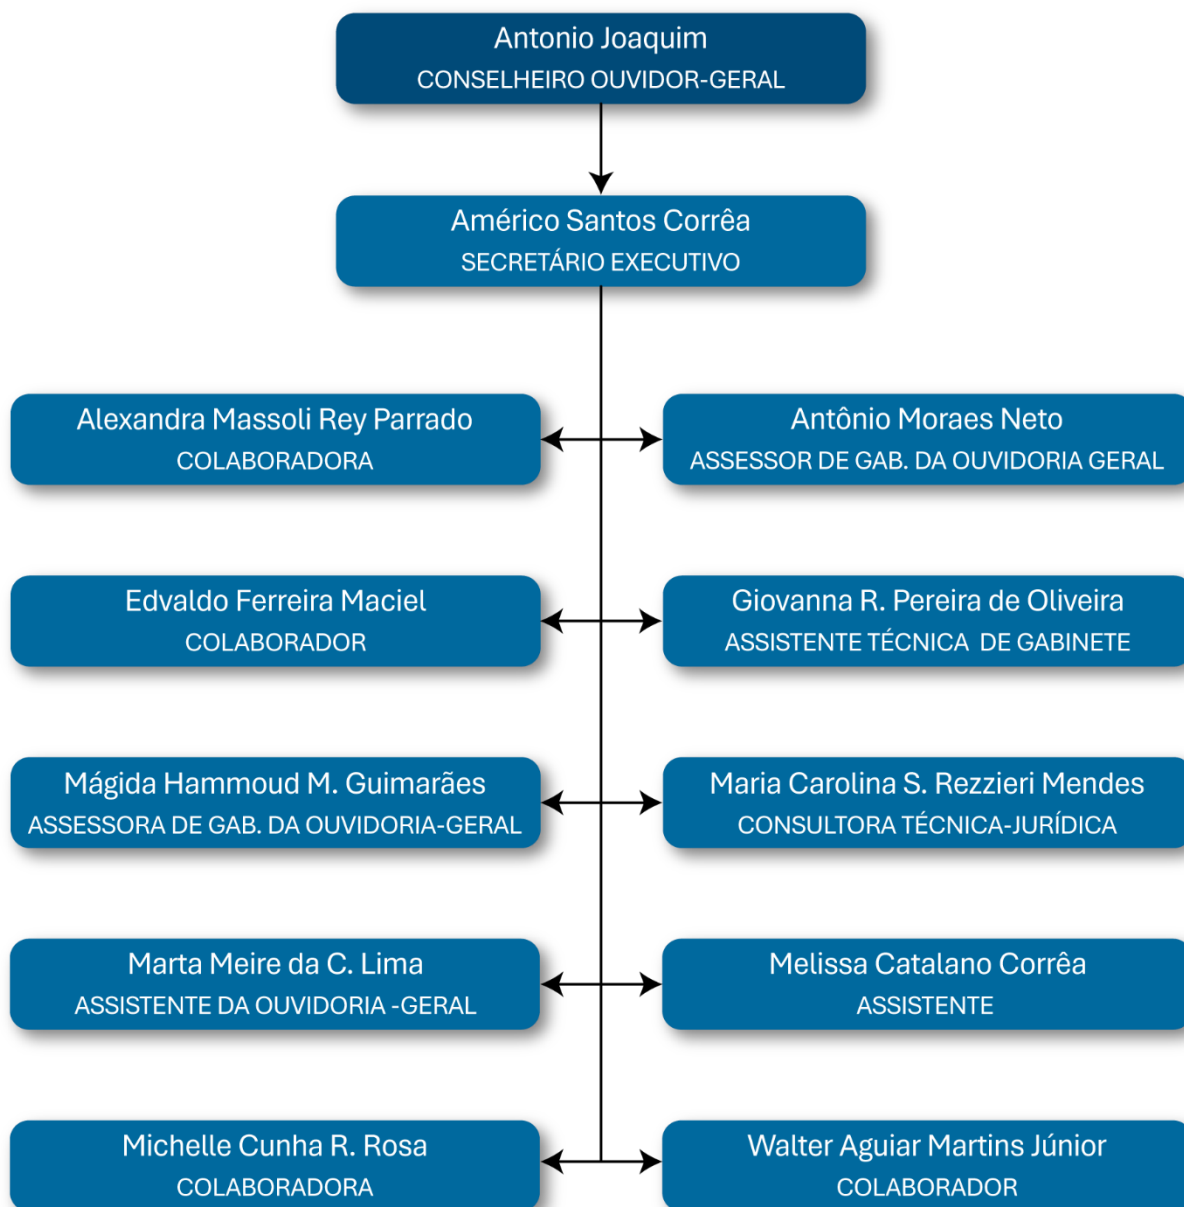 Antonio Joaquim
CONSELHEIRO OUVIDOR-GERAL
Américo Santos Corrêa
SECRETÁRIO EXECUTIVO
Alexandra Massoli Rey Parrado
COLABORADORA
Antônio Moraes Neto
ASSESSOR DE GAB. DA OUVIDORIA GERAL
Edvaldo Ferreira Maciel
COLABORADOR
Giovanna R. Pereira de Oliveira
ASSISTENTE TÉCNICA DE GABINETE
Mágida Hammoud M. Guimarães
ASSESSORA DE GAB. DA OUVIDORIA-GERAL
Maria Carolina S. Rezzieri Mendes
CONSULTORA TÉCNICA-JURÍDICA
Marta Meire da C. Lima
ASSISTENTE DA OUVIDORIA -GERAL
Melissa Catalano Corrêa
ASSISTENTE
Michelle Cunha R. Rosa
COLABORADORA
Walter Aguiar Martins Júnior
COLABORADOR